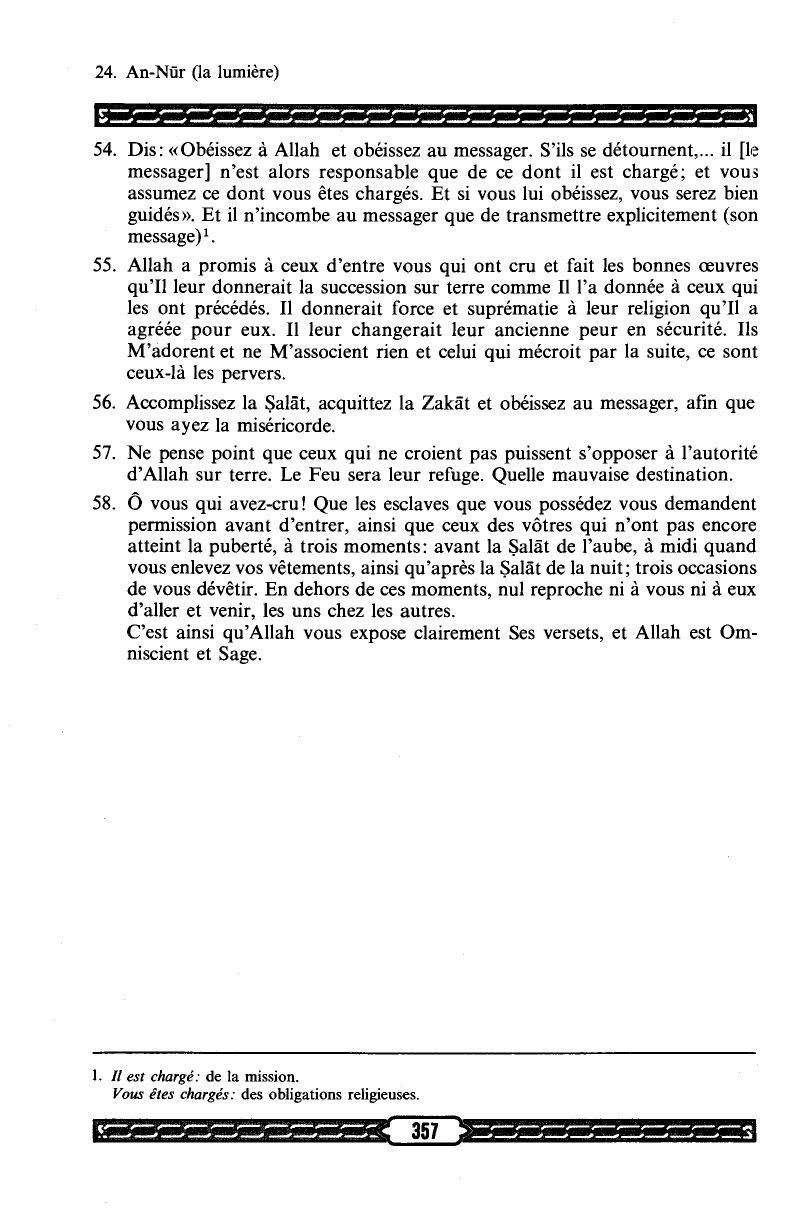 24. An-Nūr (la lumière)
54. Dis: «Obéissez à Allah et obéissez au messager. S'ils se détournent,... il [le
messager] n'est alors responsable que de ce dont il est chargé; et vous
assumez ce dont vous êtes chargés. Et si vous lui obéissez, vous serez bien
guidés». Et il n'incombe au messager que de transmettre explicitement (son
message)¹.
55. Allah a promis à ceux d'entre vous qui ont cru et fait les bonnes œuvres
qu'Il leur donnerait la succession sur terre comme Il l'a donnée à ceux qui
les ont précédés. Il donnerait force et suprématie à leur religion qu'Il a
agréée pour eux. Il leur changerait leur ancienne peur en sécurité. Ils
M'adorent et ne M'associent rien et celui qui mécroit par la suite, ce sont
ceux-là les pervers.
56. Accomplissez la Ṣalāt, acquittez la Zakāt et obéissez au messager, afin que
vous ayez la miséricorde.
57. Ne pense point que ceux qui ne croient pas puissent s'opposer à l'autorité
d'Allah sur terre. Le Feu sera leur refuge. Quelle mauvaise destination.
58. Ô vous qui avez-cru! Que les esclaves que vous possédez vous demandent
permission avant d'entrer, ainsi que ceux des vôtres qui n'ont pas encore
atteint la puberté, à trois moments: avant la Ṣalāt de l'aube, à midi quand
vous enlevez vos vêtements, ainsi qu'après la Ṣalāt de la nuit; trois occasions
de vous dévêtir. En dehors de ces moments, nul reproche ni à vous ni à eux
d'aller et venir, les uns chez les autres.
C'est ainsi qu'Allah vous expose clairement Ses versets, et Allah est Om-
niscient et Sage.
1. Il est chargé: de la mission.
Vous êtes chargés: des obligations religieuses.
357